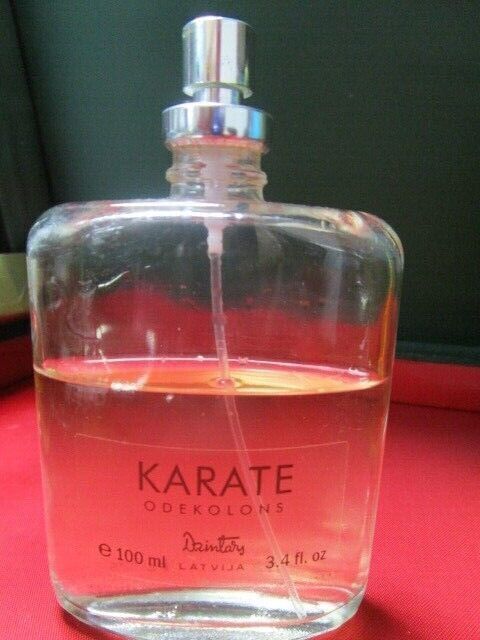 KARATE
ODEKOLONS
Dzintars
℮ 100 ml LATVIJA 3.4 fl. oz